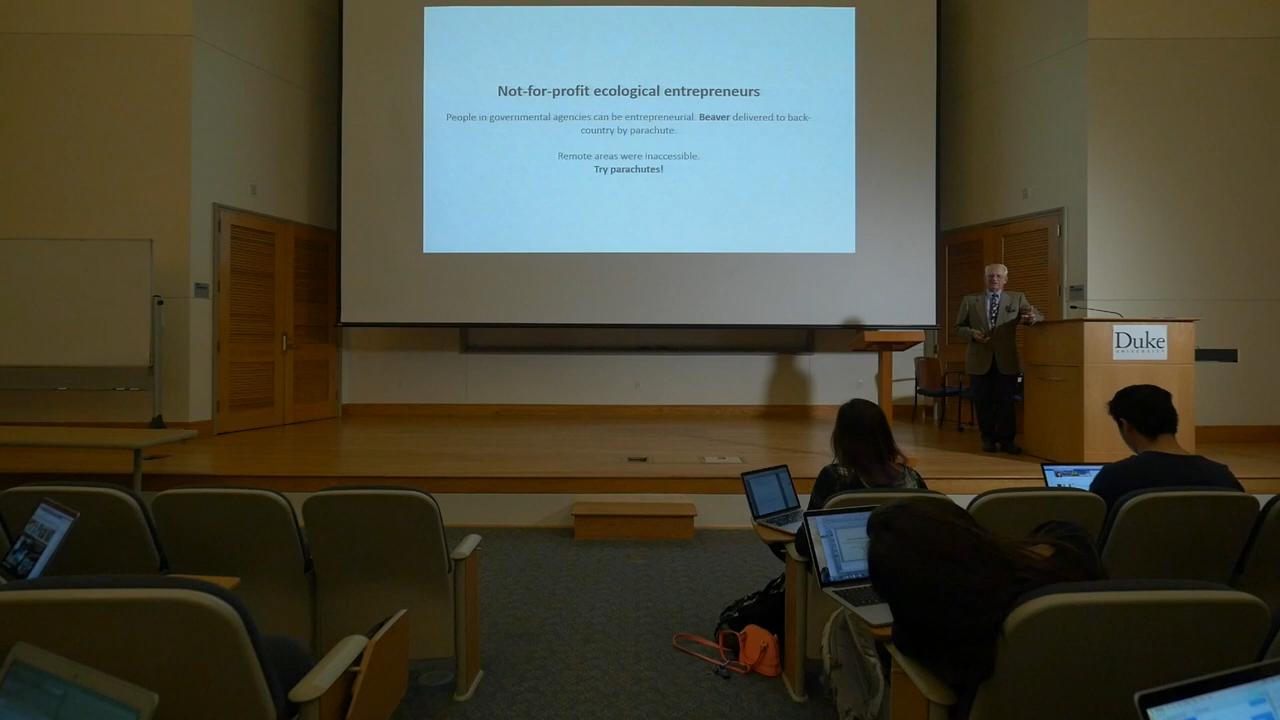 Not-for-profit ecological entrepreneurs
People in governmental agencies can be entrepreneurial. Beaver delivered to back-
country by parachute.
Remote areas were inaccessible.
Try parachutes!
Duke
UNIVERSITY